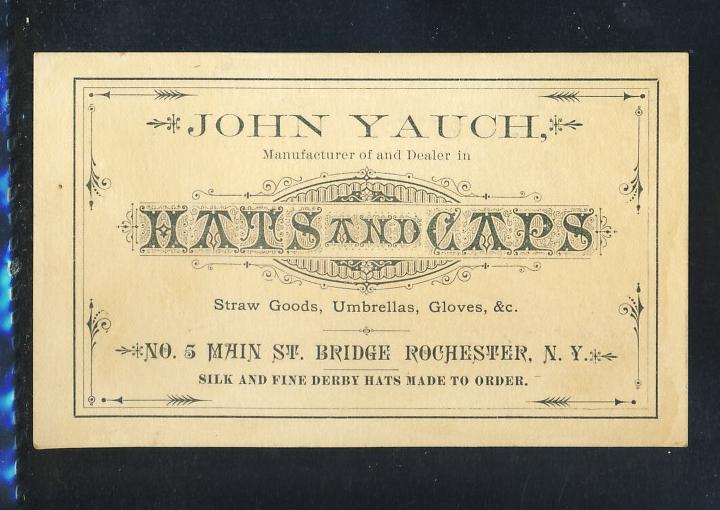 JOHN YAUCH,
Manufacturer of and Dealer in
HATS AND CAPS
Straw Goods, Umbrellas, Gloves, &c.
NO. 5 MAIN ST. BRIDGE ROCHESTER, N. Y.
SILK AND FINE DERBY HATS MADE TO ORDER.